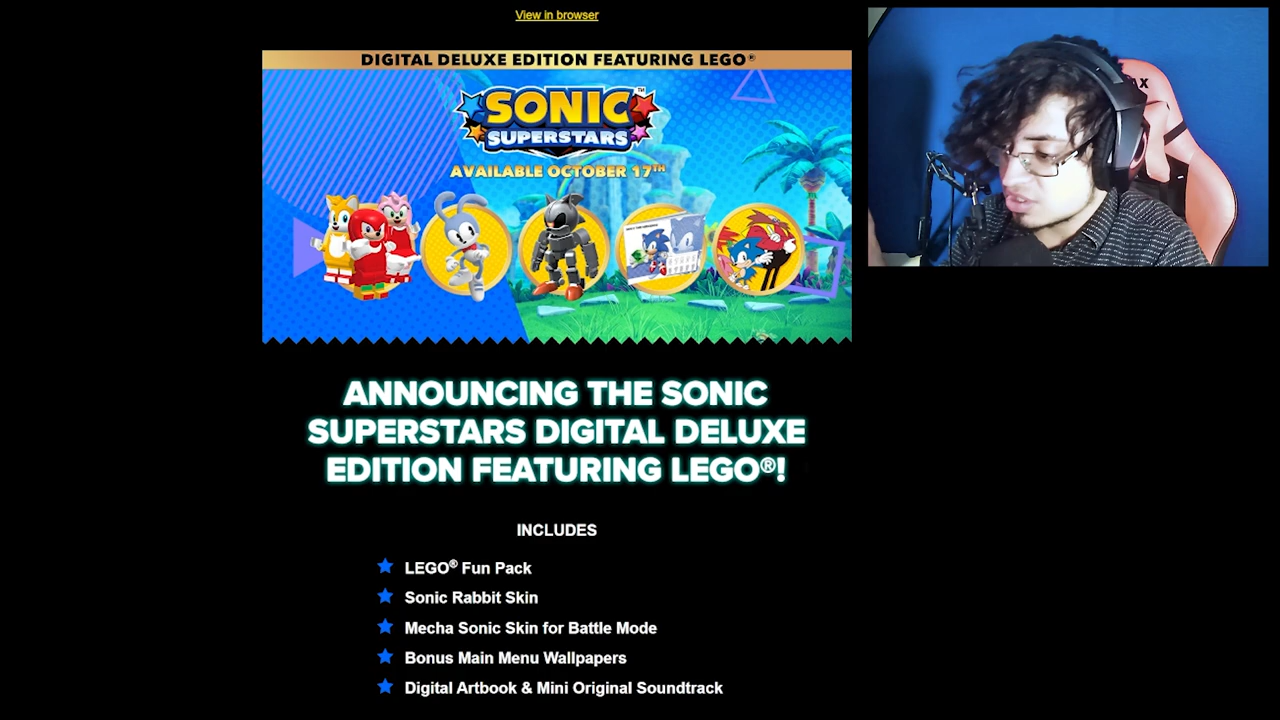 View in browser
DIGITAL DELUXE EDITION FEATURING LEGO®
SONIC™
SUPERSTARS
AVAILABLE OCTOBER 17TH
ANNOUNCING THE SONIC
SUPERSTARS DIGITAL DELUXE
EDITION FEATURING LEGO®!
INCLUDES
LEGO® Fun Pack
Sonic Rabbit Skin
Mecha Sonic Skin for Battle Mode
Bonus Main Menu Wallpapers
Digital Artbook & Mini Original Soundtrack